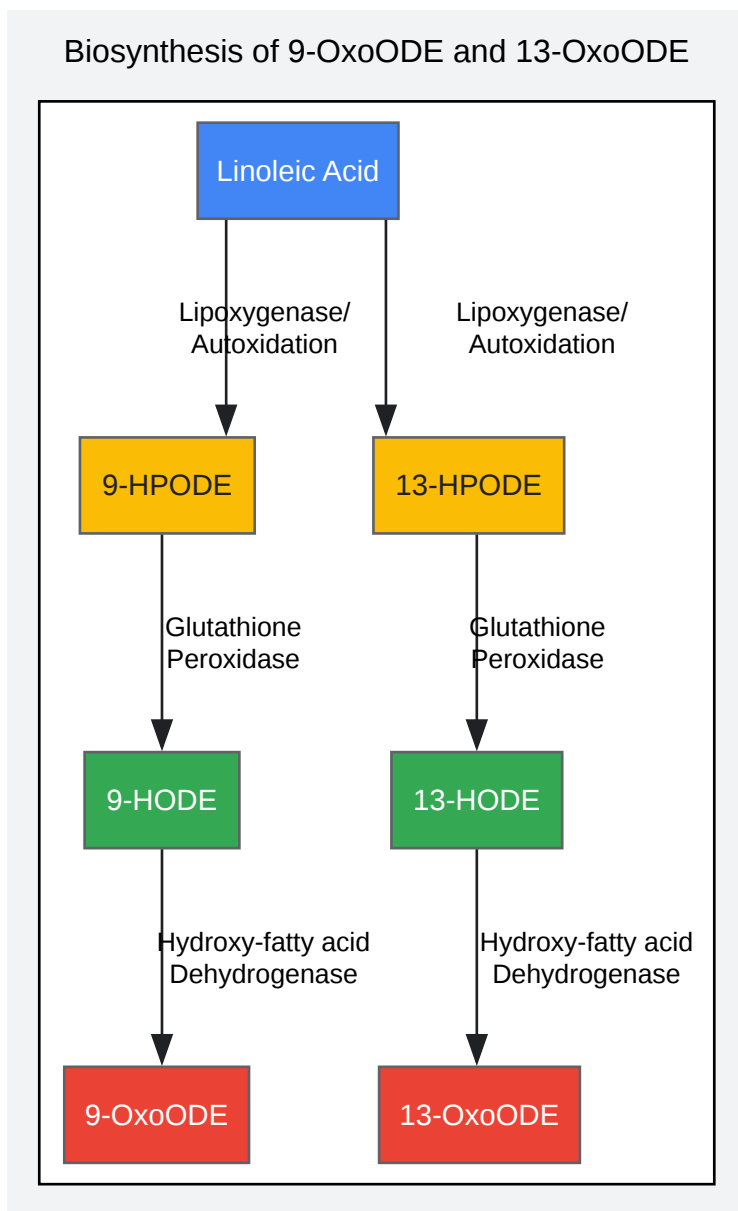 Biosynthesis of 9-OxoODE and 13-OxoODE
Linoleic Acid
Lipoxygenase/
Autoxidation
Lipoxygenase/
Autoxidation
9-HPODE
13-HPODE
Glutathione
Peroxidase
Glutathione
Peroxidase
9-HODE
13-HODE
Hydroxy-fatty acid
Dehydrogenase
Hydroxy-fatty acid
Dehydrogenase
9-OxoODE
13-OxoODE